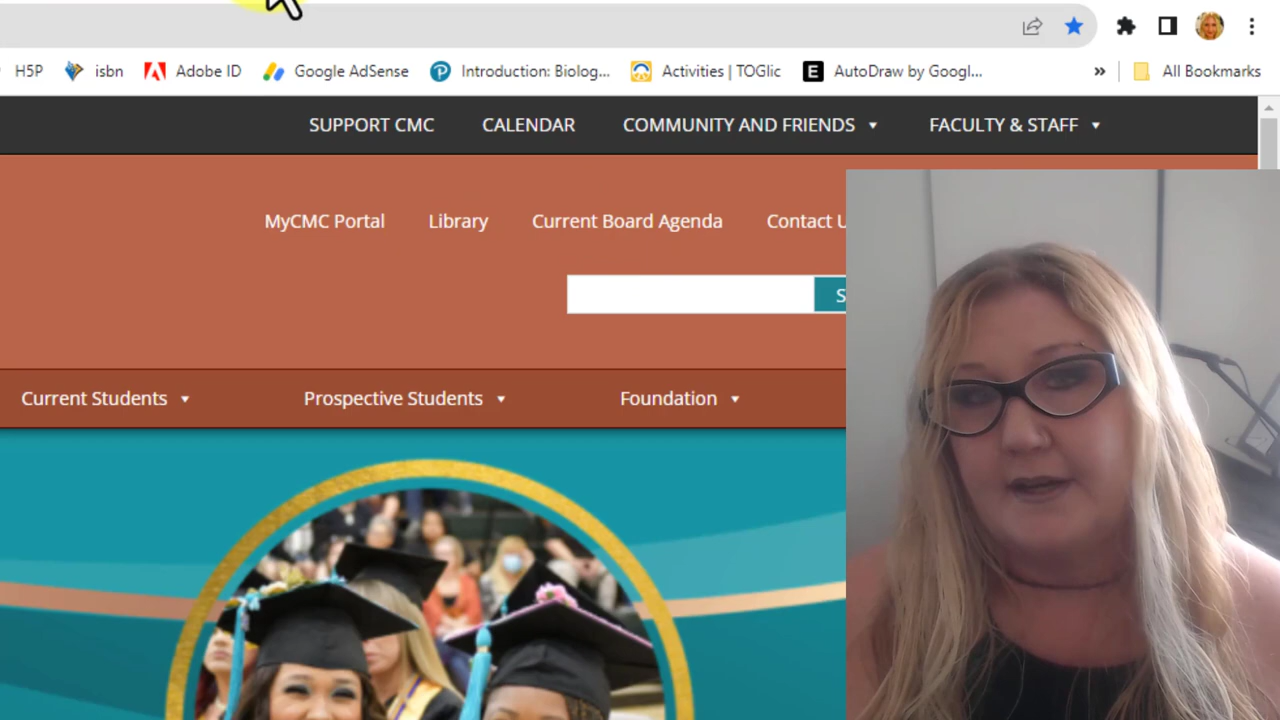 H5P isbn Adobe ID Google AdSense Introduction: Biolog... Activities | TOGlic AutoDraw by Googl... » All Bookmarks
SUPPORT CMC CALENDAR COMMUNITY AND FRIENDS FACULTY & STAFF
MyCMC Portal Library Current Board Agenda Contact U
S
Current Students Prospective Students Foundation